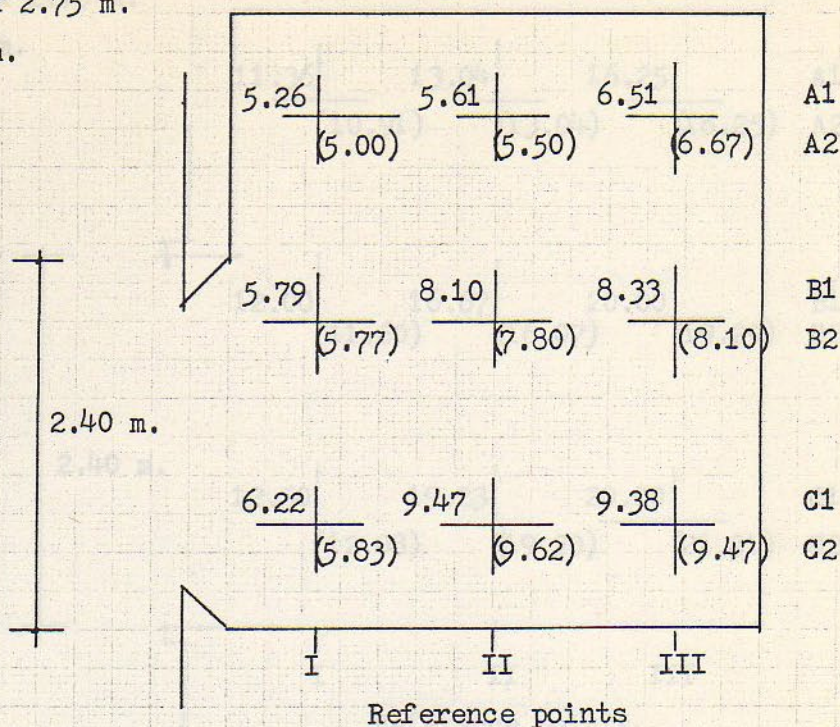 2.75 m.
5.26 5.61 6.51 A1
(5.00) (5.50) (6.67) A2
5.79 8.10 8.33 B1
(5.77) (7.80) (8.10) B2
2.40 m.
2.40 m.
6.22 9.47 9.38 C1
(5.83) (9.62) (9.47) C2
I II III
Reference points